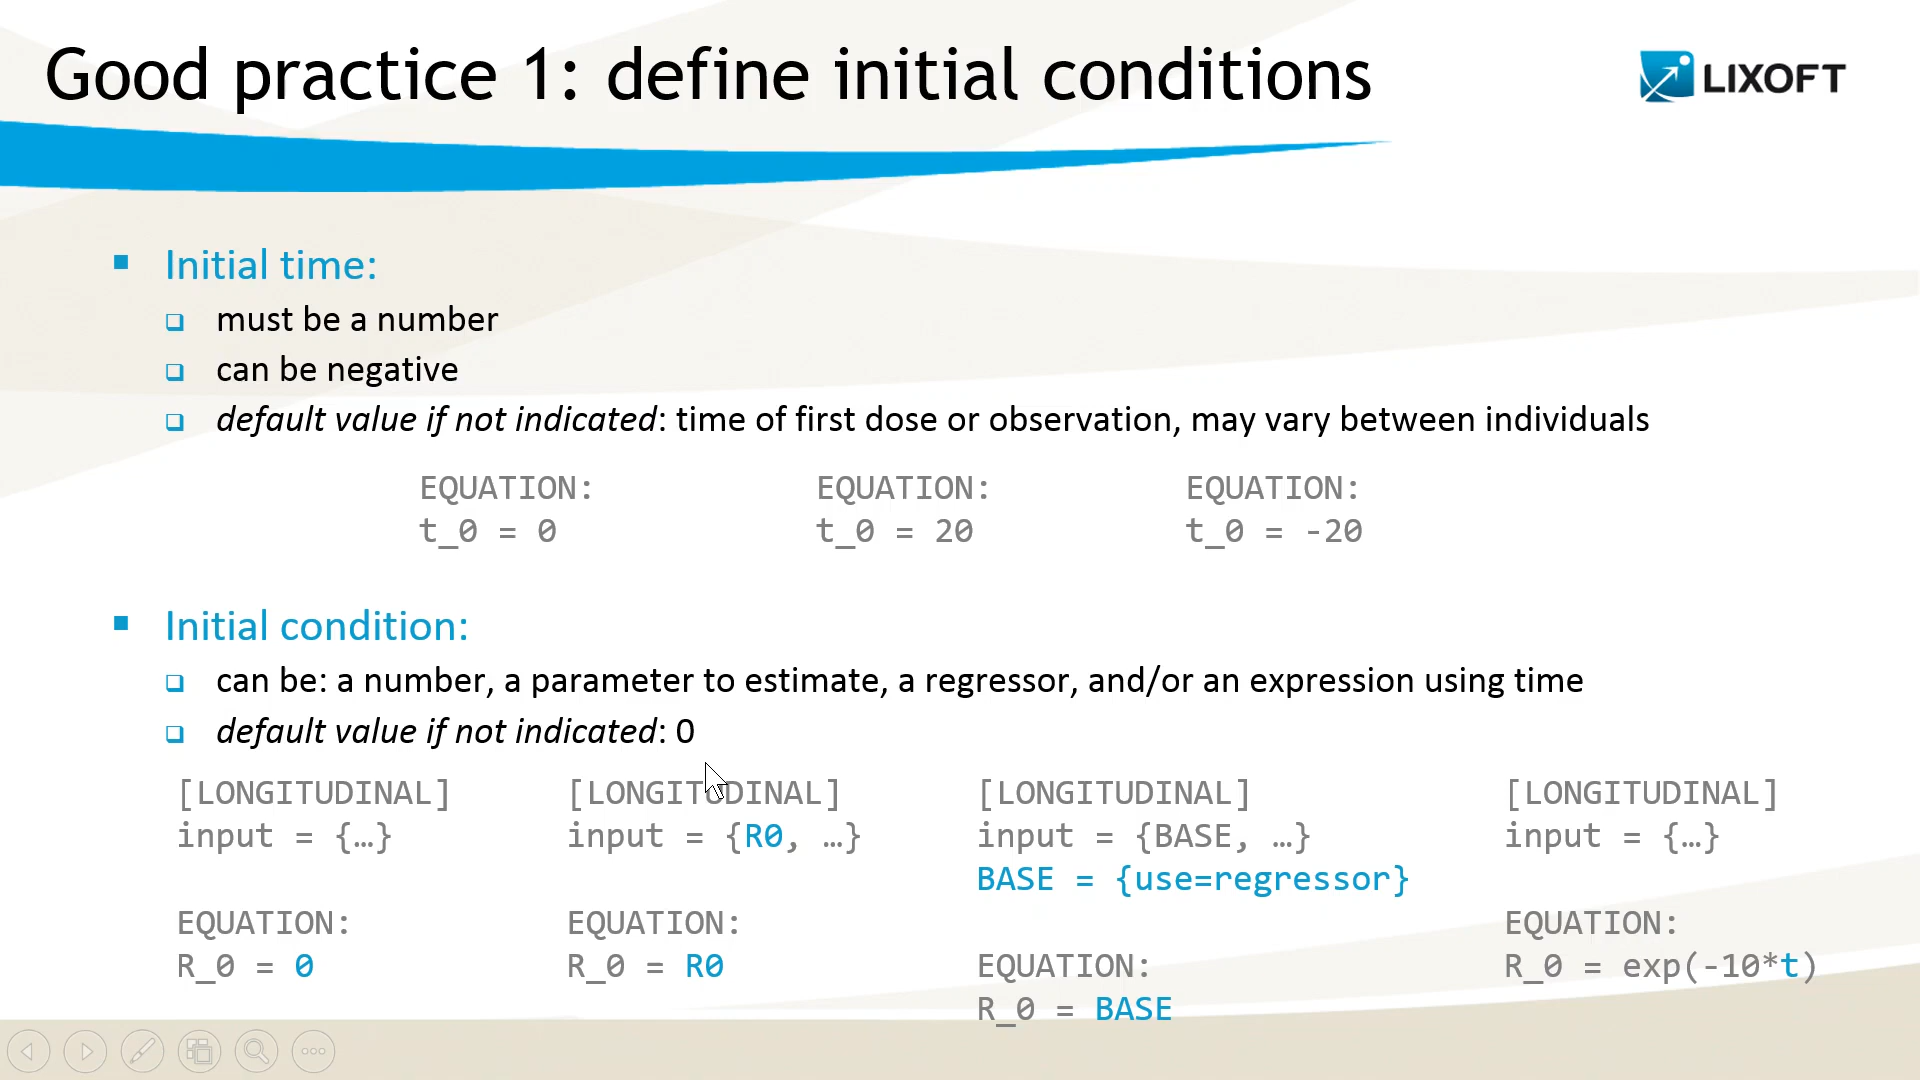 Good practice 1: define initial conditions
LIXOFT
Initial time:
must be a number
can be negative
default value if not indicated: time of first dose or observation, may vary between individuals
EQUATION:
t_0 = 0
EQUATION:
t_0 = 20
EQUATION:
t_0 = -20
Initial condition:
can be: a number, a parameter to estimate, a regressor, and/or an expression using time
default value if not indicated: 0
[LONGITUDINAL]
input = {…}
EQUATION:
R_0 = 0
[LONGITUDINAL]
input = {R0, …}
EQUATION:
R_0 = R0
[LONGITUDINAL]
input = {BASE, …}
BASE = {use=regressor}
EQUATION:
R_0 = BASE
[LONGITUDINAL]
input = {…}
EQUATION:
R_0 = exp(-10*t)